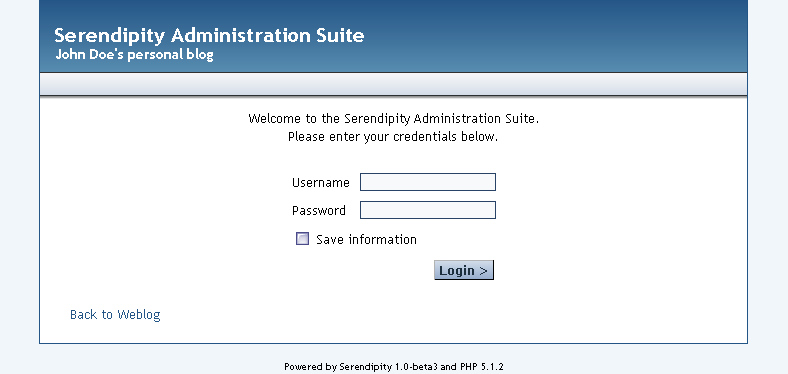 Serendipity Administration Suite
John Doe's personal blog
Welcome to the Serendipity Administration Suite.
Please enter your credentials below.
Username
Password
Save information
Login >
Back to Weblog
Powered by Serendipity 1.0-beta3 and PHP 5.1.2